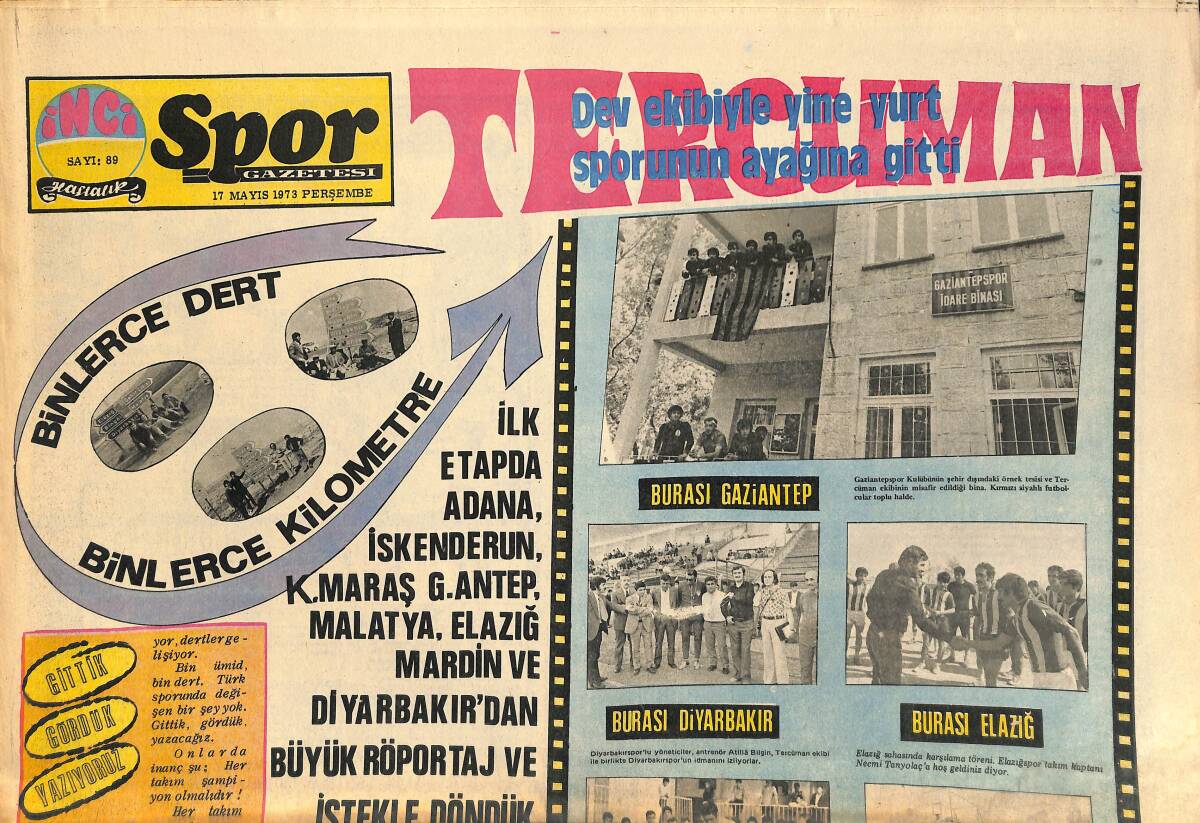 İNCİ
SAYI: 89
Haftalık
Spor
GAZETESİ
17 MAYIS 1973 PERŞEMBE
TERCUMAN
Dev ekibiyle yine yurt
sporunun ayağına gitti
BİNLERCE DERT
BİNLERCE KİLOMETRE
İLK
ETAPDA
ADANA,
İSKENDERUN,
K.MARAŞ G.ANTEP,
MALATYA, ELAZIĞ
MARDİN VE
DİYARBAKIR'DAN
BÜYÜK RÖPORTAJ VE
İSTEKLE DÖNDÜK
GİTTİK
GÖRDÜK
YAZIYORUZ
yor, dertler ge-
lişiyor.
Bin ümid,
bin dert. Türk
sporunda deği-
şen bir şey yok.
Gittik, gördük,
yazacağız.
Onlarda
inanç şu; Her
takım şampi-
yon olmalıdır!
Her takım
GAZİANTEPSPOR
İDARE BİNASI
BURASI GAZİANTEP
Gaziantepspor Kulübünün şehir dışındaki örnek tesisi ve Ter-
cüman ekibinin misafir edildiği bina. Kırmızı siyahlı futbol-
cular toplu halde.
BURASI DİYARBAKIR
Diyarbakırspor'lu yöneticiler, antrenör Atillâ Bilgin, Tercüman ekibi
ile birlikte Diyarbakırspor'un idmanını izliyorlar.
BURASI ELAZIĞ
Elazığ sahasında karşılama töreni. Elazığspor takım kaptanı
Necmi Tanyolaç'a hoş geldiniz diyor.